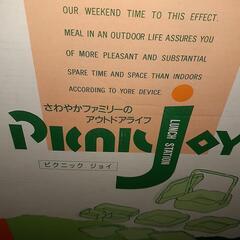 OUR WEEKEND TIME TO THIS EFFECT.
MEAL IN AN OUTDOOR LIFE ASSURES YOU
OF MORE PLEASANT AND SUBSTANTIAL
SPARE TIME AND SPACE THAN INDOORS
ACCORDING TO YORE DEVICE.
さわやかファミリーの
アウトドアライフ
PICNIC JOY
LUNCH STATION
ピクニック ジョイ